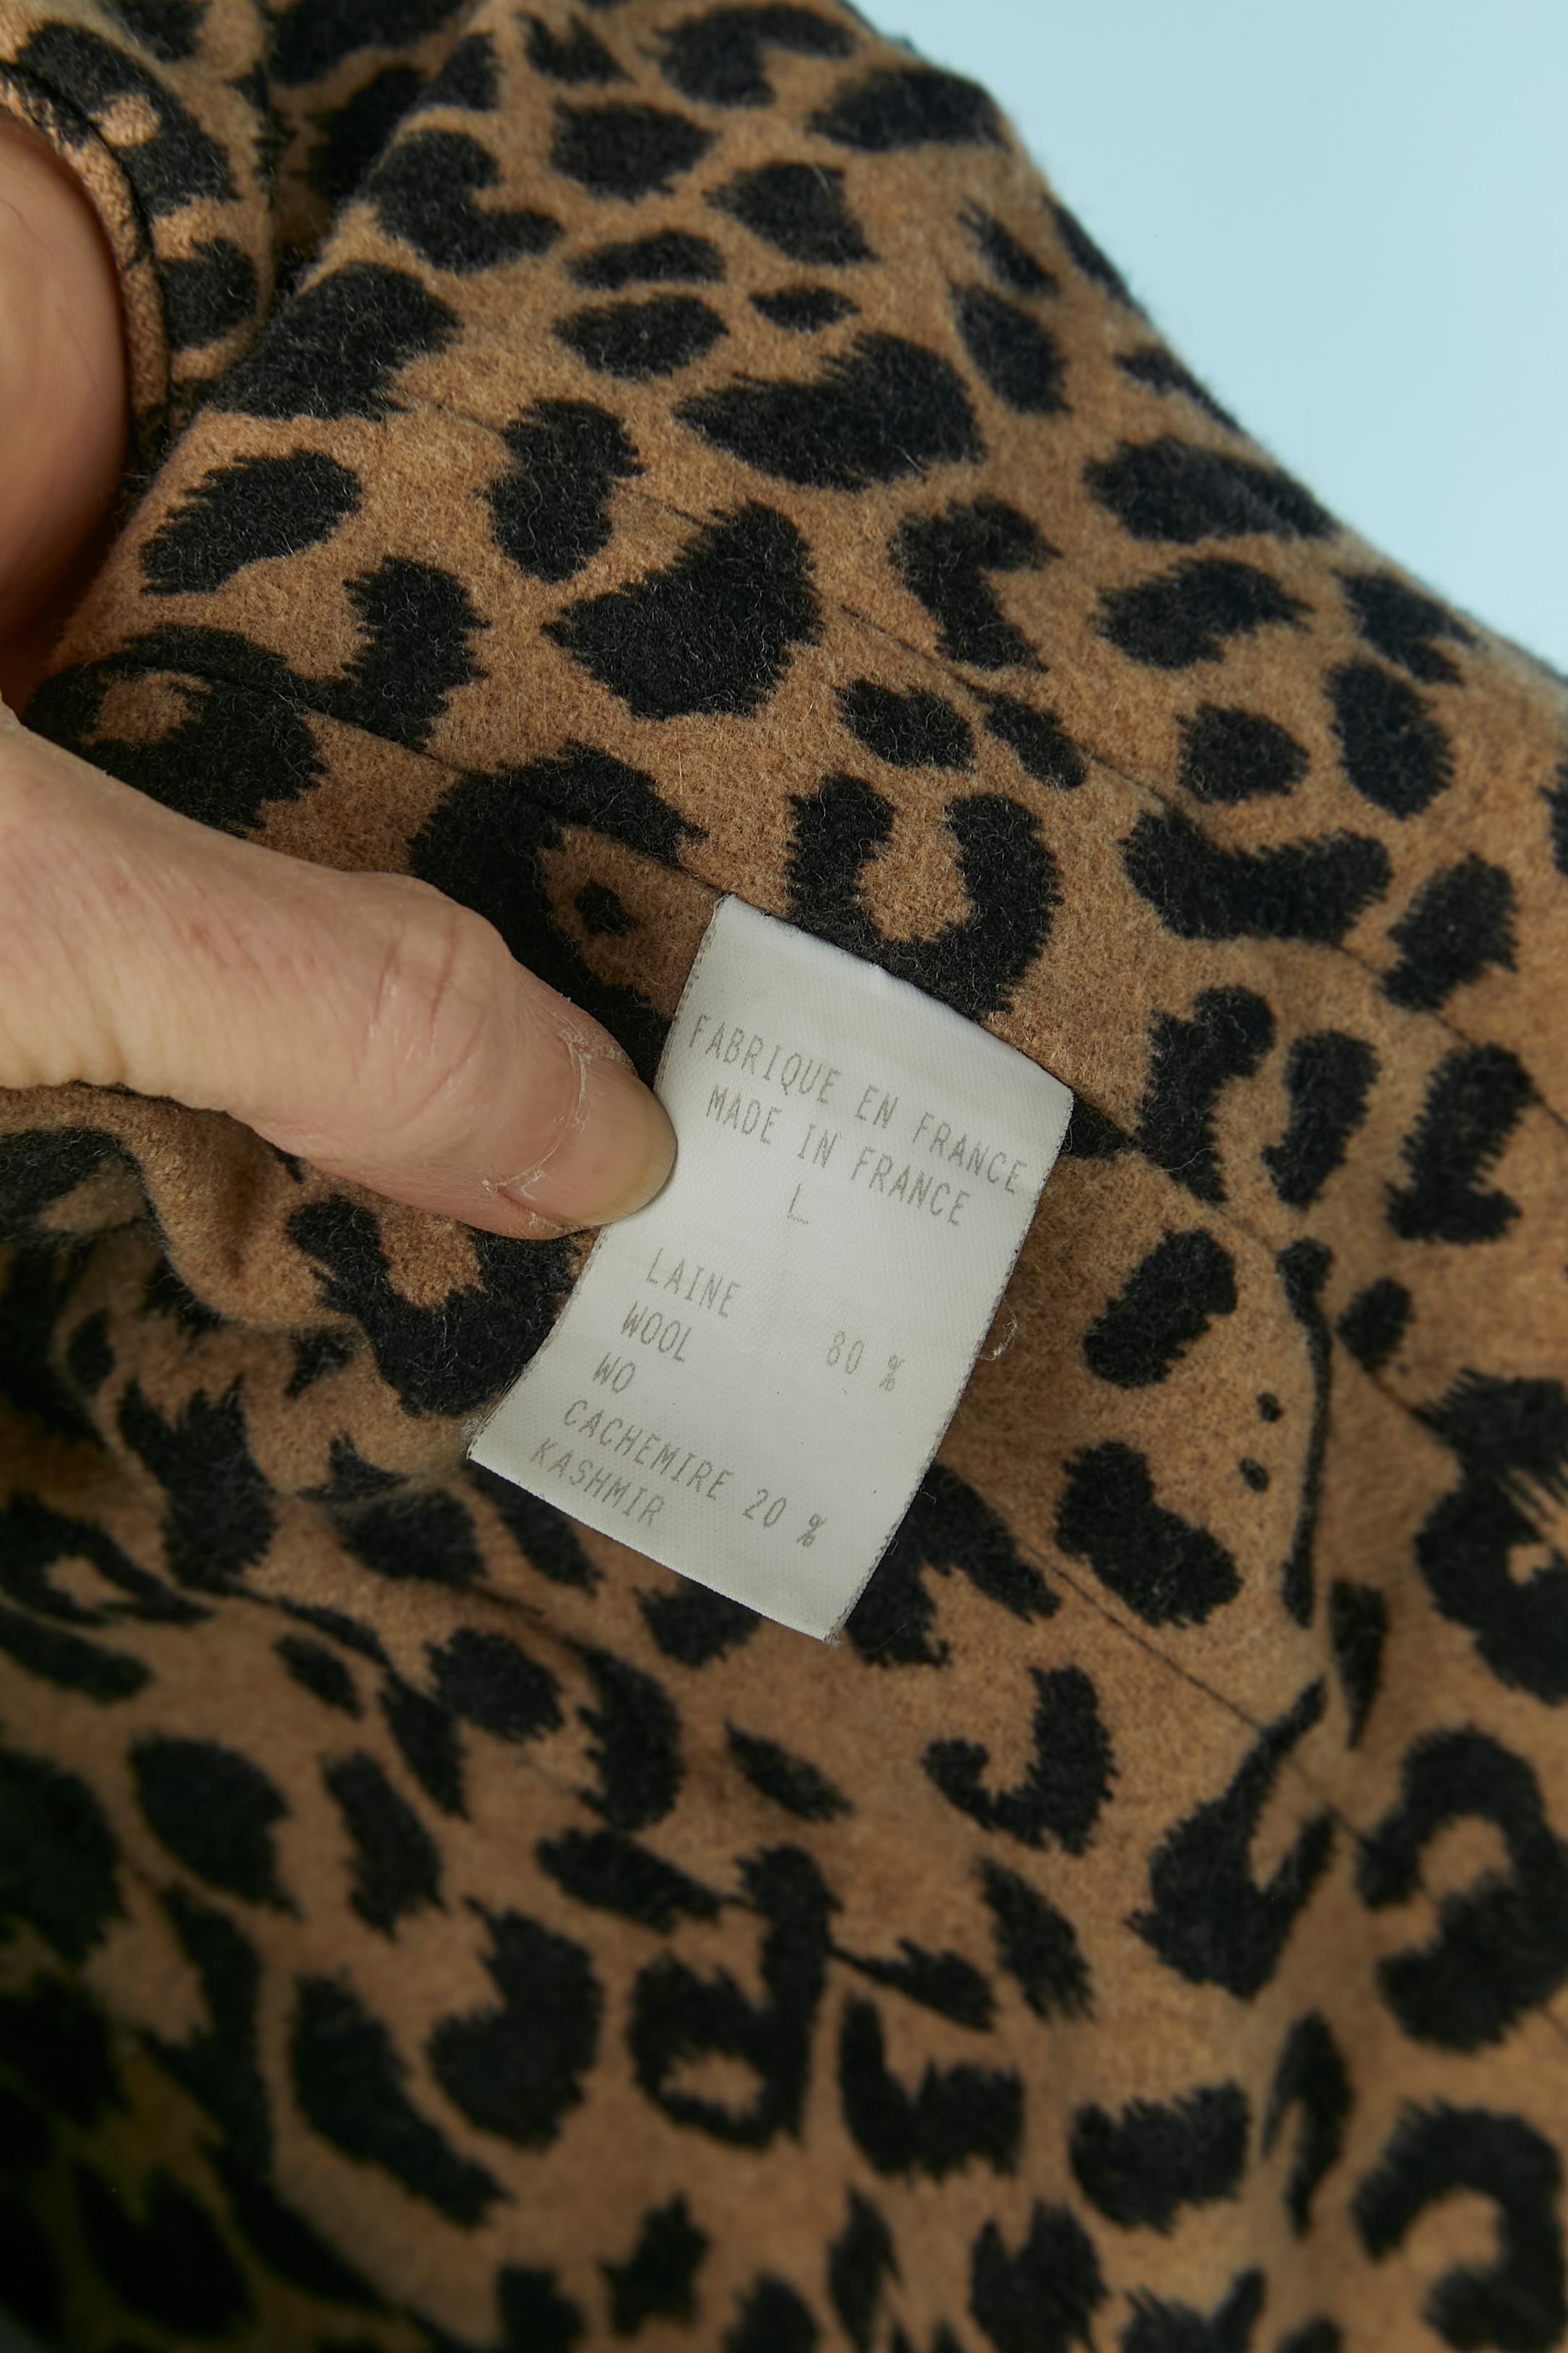 FABRIQUE EN FRANCE
MADE IN FRANCE
L
LAINE
WOOL 80 %
WO
CACHEMIRE 20 %
KASHMIR